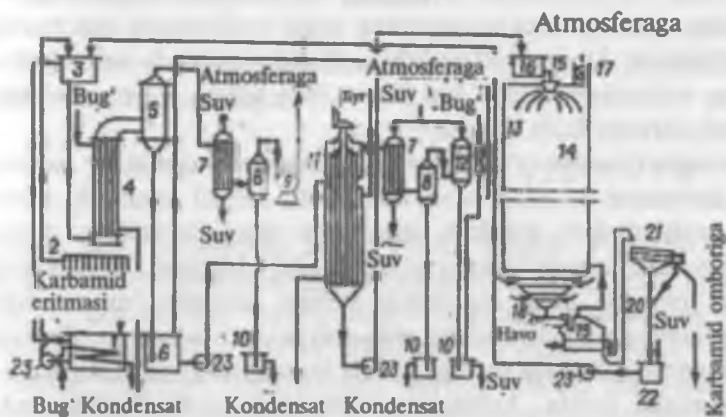 Atmosferaga
3
16
15
17
Bug'
5
Atmosferaga
Suv
Atmosferaga
Suv
Bug'
13
14
11
7
8
9
7
8
12
4
2
Karbamid
eritmasi
Suv
Suv
21
18
Havo
19
20
Suv
Karbamid omboriga
23
6
23
10
23
10
10
Suv
23
22
Bug' Kondensat
Kondensat
Kondensat